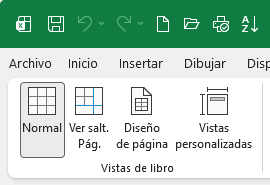 Archivo Inicio Insertar Dibujar
Normal Ver salt. Diseño Vistas
Pág. de página personalizadas
Vistas de libro